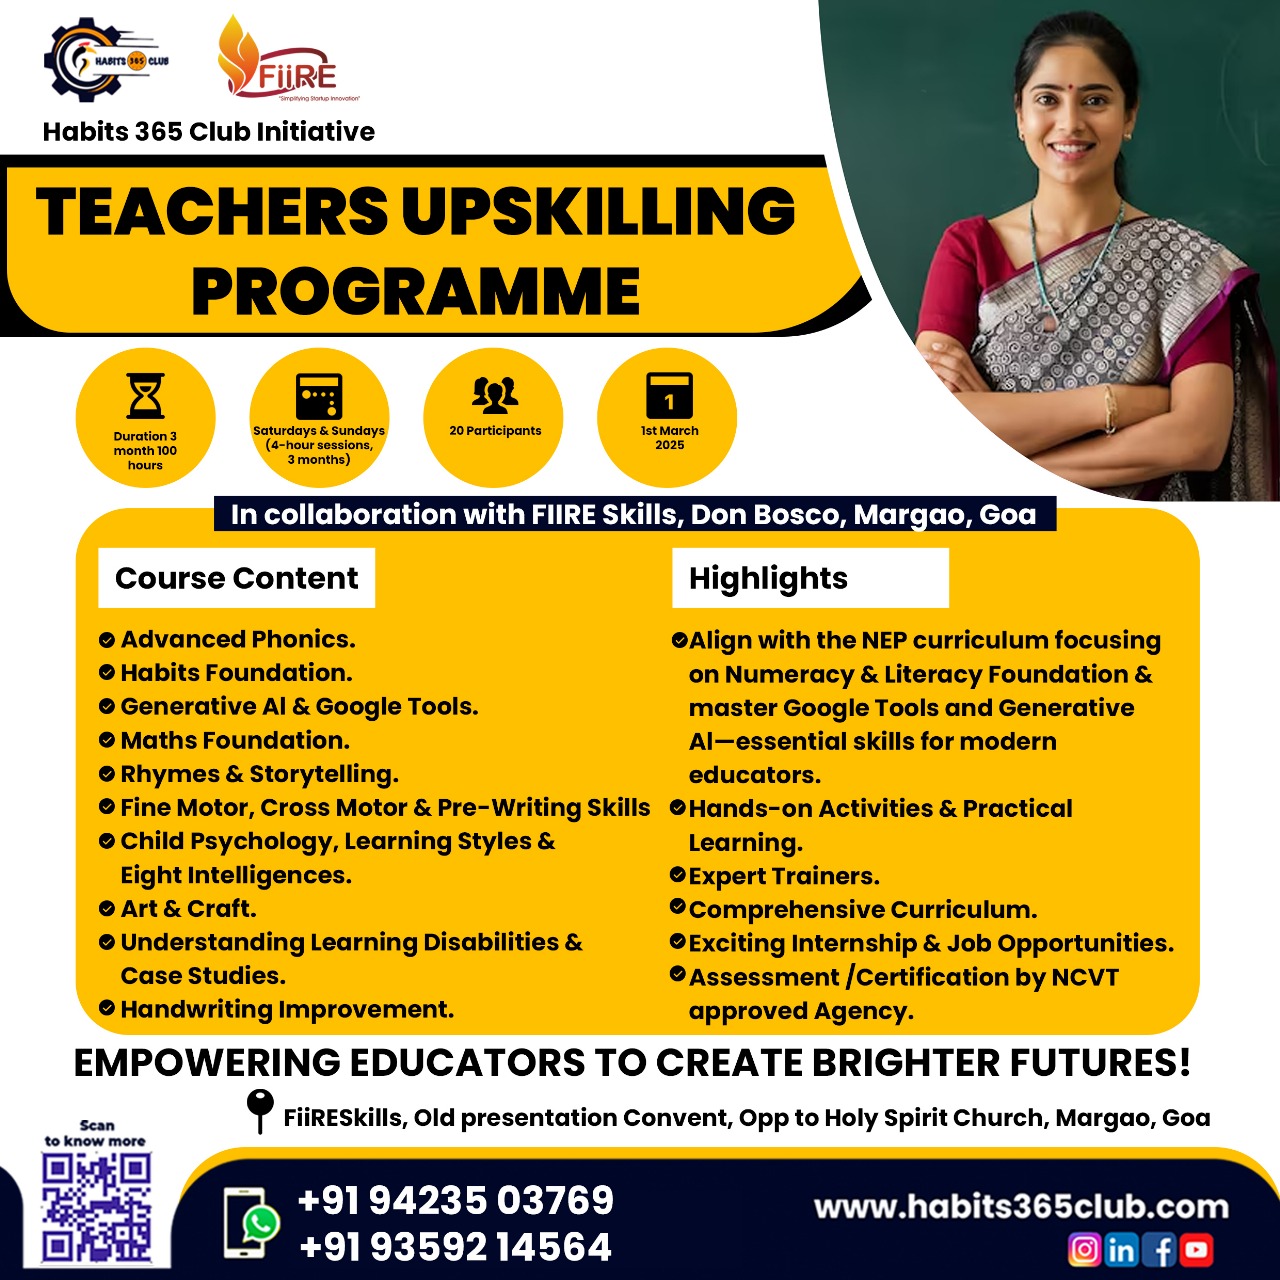 HABITS 365 CLUB
FiiRE
"Simplifying Startup Innovation"
Habits 365 Club Initiative
TEACHERS UPSKILLING
PROGRAMME
Duration 3
month 100
hours
Saturdays & Sundays
(4-hour sessions,
3 months)
20 Participants
1
1st March
2025
In collaboration with FIIRE Skills, Don Bosco, Margao, Goa
Course Content
Advanced Phonics.
Habits Foundation.
Generative AI & Google Tools.
Maths Foundation.
Rhymes & Storytelling.
Fine Motor, Cross Motor & Pre-Writing Skills
Child Psychology, Learning Styles &
Eight Intelligences.
Art & Craft.
Understanding Learning Disabilities &
Case Studies.
Handwriting Improvement.
Highlights
Align with the NEP curriculum focusing
on Numeracy & Literacy Foundation &
master Google Tools and Generative
AI—essential skills for modern
educators.
Hands-on Activities & Practical
Learning.
Expert Trainers.
Comprehensive Curriculum.
Exciting Internship & Job Opportunities.
Assessment /Certification by NCVT
approved Agency.
EMPOWERING EDUCATORS TO CREATE BRIGHTER FUTURES!
FiiRESkills, Old presentation Convent, Opp to Holy Spirit Church, Margao, Goa
Scan
to know more
+91 94235 03769
+91 93592 14564
www.habits365club.com